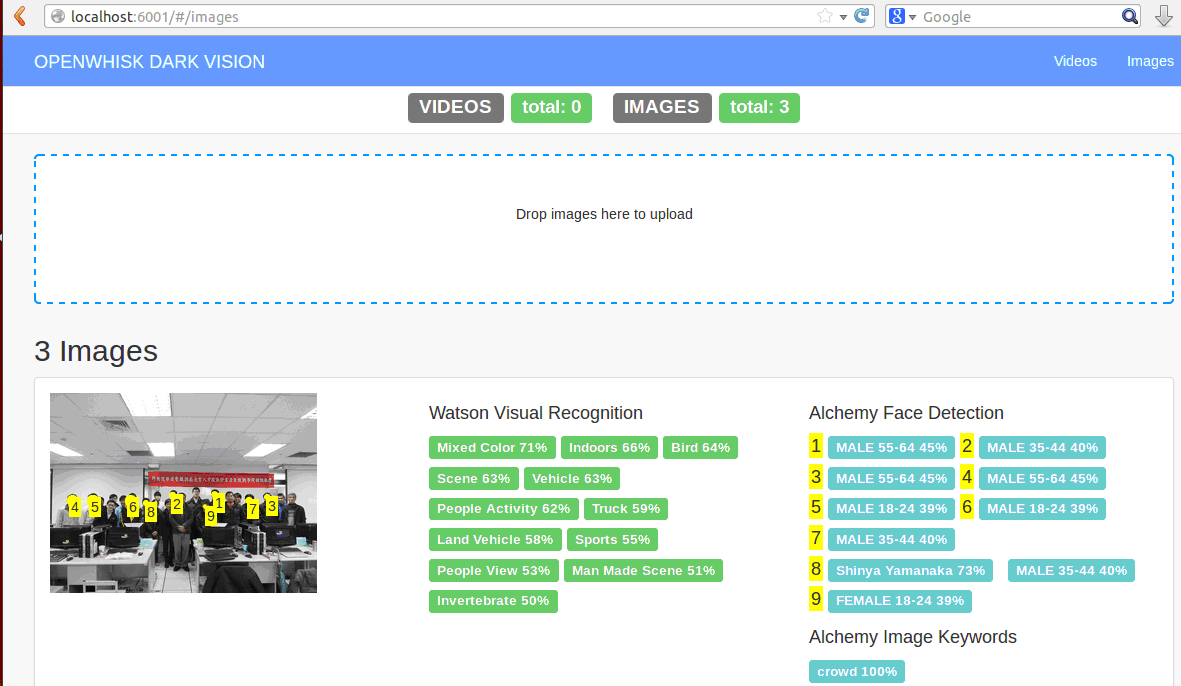 localhost:6001/#/images
Google
OPENWHISK DARK VISION
Videos Images
VIDEOS total: 0 IMAGES total: 3
Drop images here to upload
3 Images
4 5 6 8 2 1 9 7 3
Watson Visual Recognition
Mixed Color 71% Indoors 66% Bird 64%
Scene 63% Vehicle 63%
People Activity 62% Truck 59%
Land Vehicle 58% Sports 55%
People View 53% Man Made Scene 51%
Invertebrate 50%
Alchemy Face Detection
1 MALE 55-64 45% 2 MALE 35-44 40%
3 MALE 55-64 45% 4 MALE 55-64 40%
5 MALE 18-24 39% 6 MALE 18-24 39%
7 MALE 35-44 40%
8 Shinya Yamanaka 73% MALE 35-44 40%
9 FEMALE 18-24 39%
Alchemy Image Keywords
crowd 100%